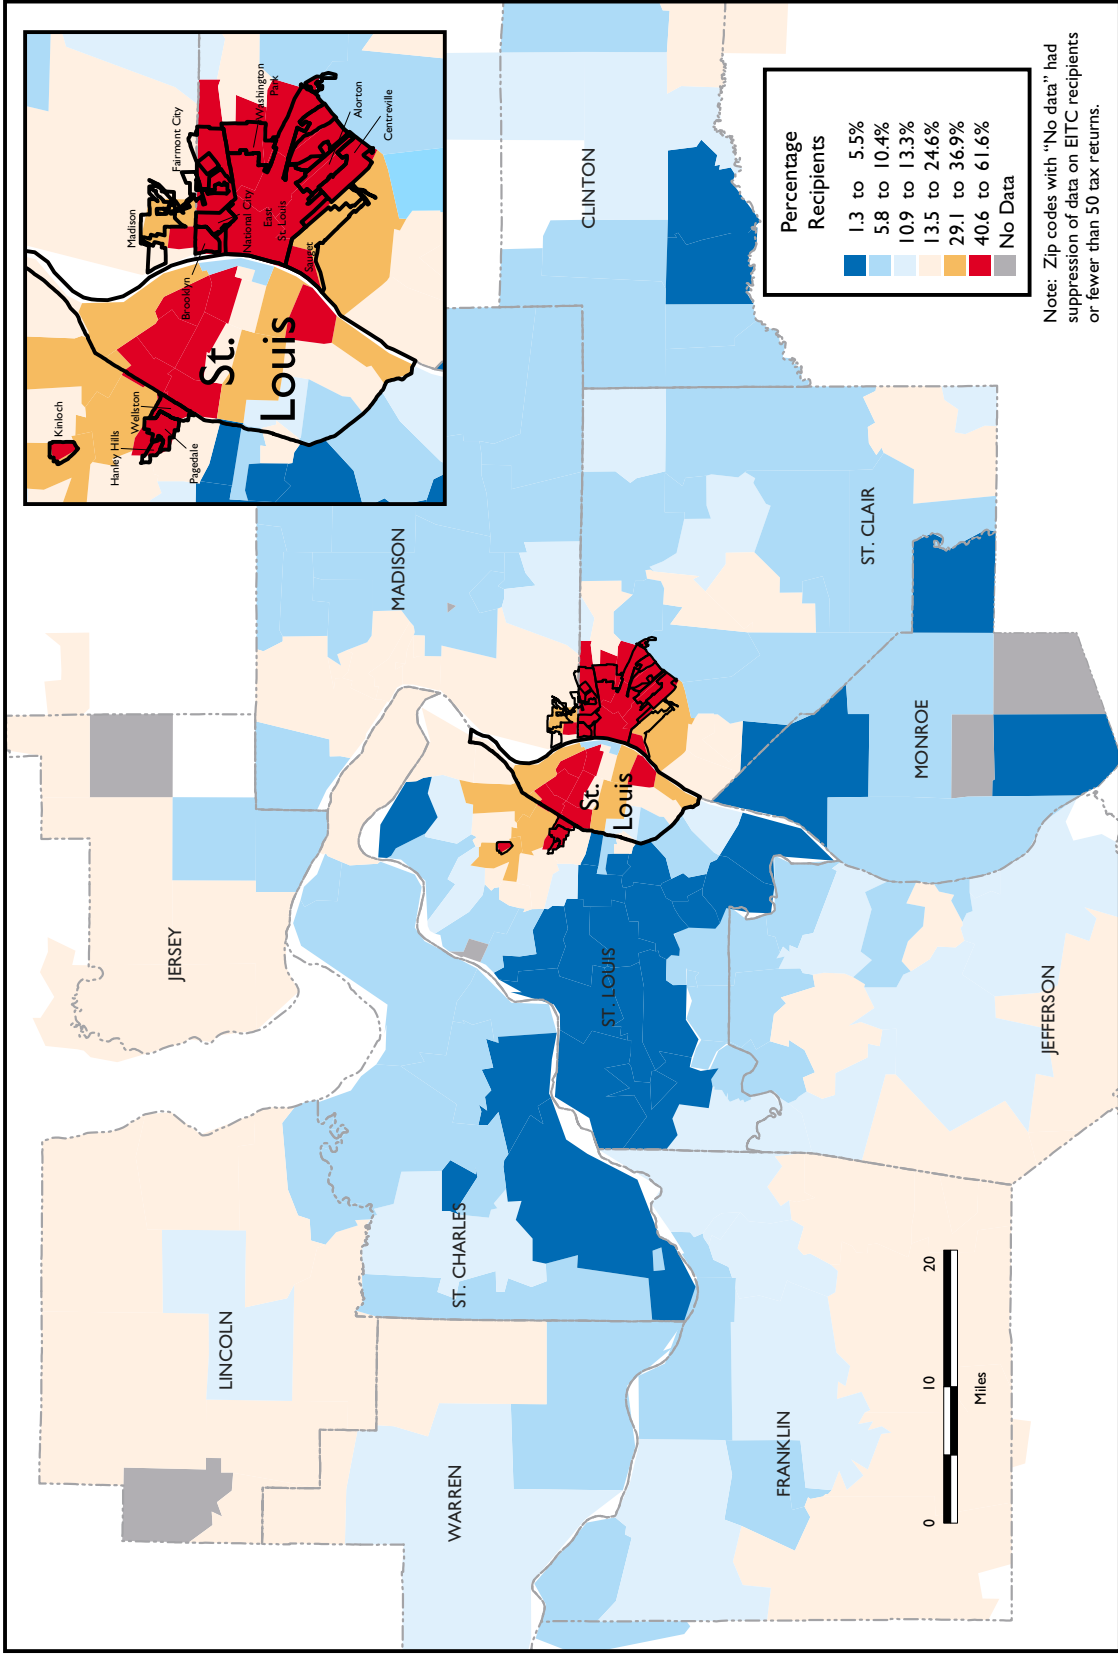 Kinloch
Hanley Hills
Wellston
Pagedale
Madison
Fairmont City
Brooklyn
National City
East
St. Louis
Sauget
Washington
Park
Alorton
Centreville
St.
Louis
CLINTON
MADISON
ST. CLAIR
MONROE
JERSEY
St.
Louis
ST. LOUIS
JEFFERSON
ST. CHARLES
LINCOLN
WARREN
FRANKLIN
Percentage
Recipients
1.3 to 5.5%
5.8 to 10.4%
10.9 to 13.3%
13.5 to 24.6%
29.1 to 36.9%
40.6 to 61.6%
No Data
Note: Zip codes with “No data” had
suppression of data on EITC recipients
or fewer than 50 tax returns.
0 10 20
Miles